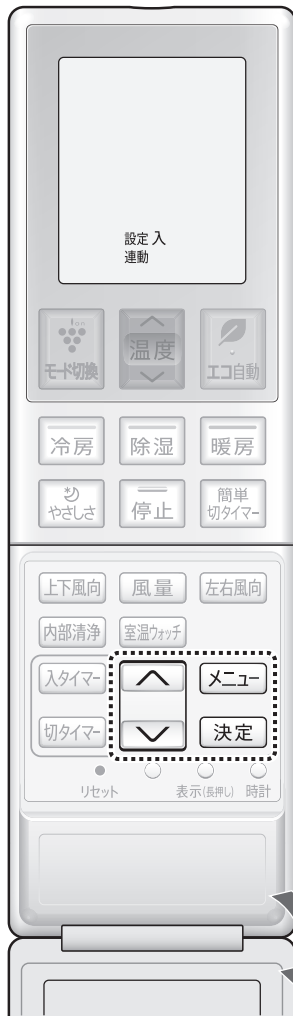 設定 入
連動
ion
モード切換 温度 エコ自動
冷房 除湿 暖房
やさしさ 停止 簡単
切タイマー
上下風向 風量 左右風向
内部清浄 室温ウォッチ
入タイマー メニュー
切タイマー 決定
リセット 表示(長押し) 時計